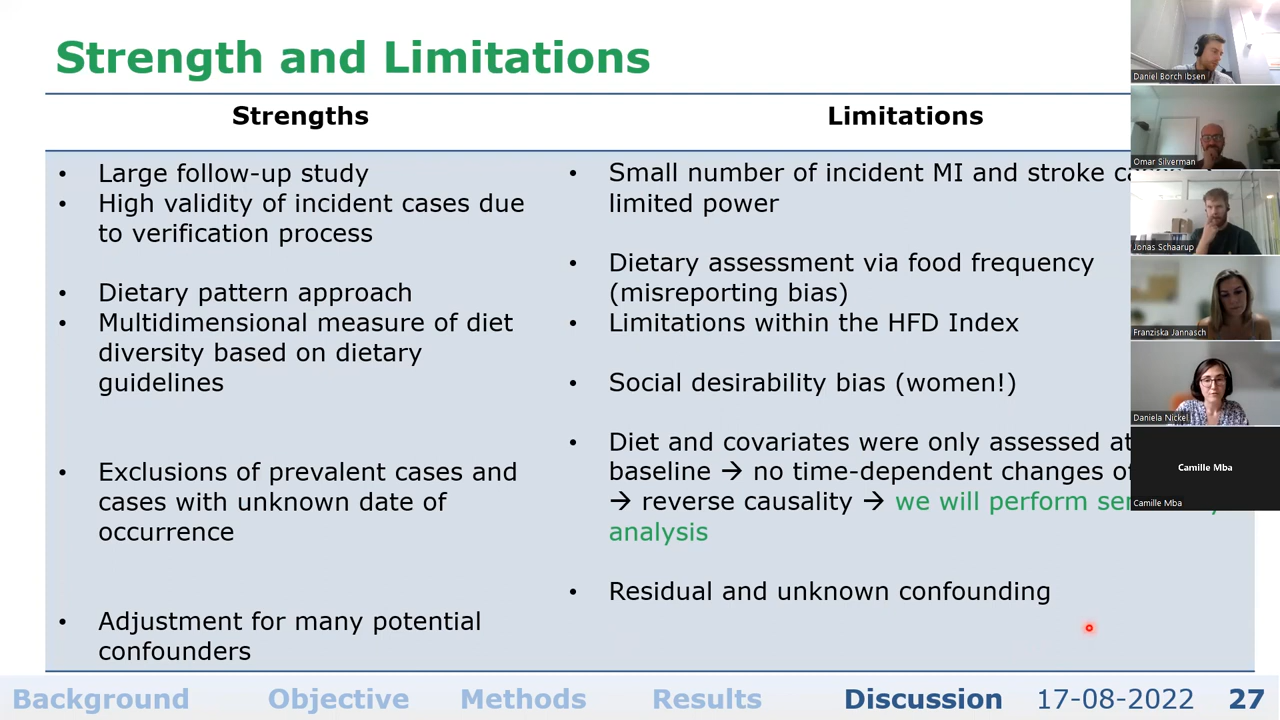 Strength and Limitations
Strengths
Limitations
• Large follow-up study
• High validity of incident cases due
to verification process
• Dietary pattern approach
• Multidimensional measure of diet
diversity based on dietary
guidelines
• Exclusions of prevalent cases and
cases with unknown date of
occurrence
• Adjustment for many potential
confounders
• Small number of incident MI and stroke
limited power
• Dietary assessment via food frequency
(misreporting bias)
• Limitations within the HFD Index
• Social desirability bias (women!)
• Diet and covariates were only assessed at
baseline → no time-dependent changes
→ reverse causality → we will perform
analysis
• Residual and unknown confounding
Daniel Borch Ibsen
Omar Silverman
Jonas Schaarup
Franziska Jannasch
Daniela Nickel
Camille Mba
Camille Mba
Background Objective Methods Results Discussion 17-08-2022 27